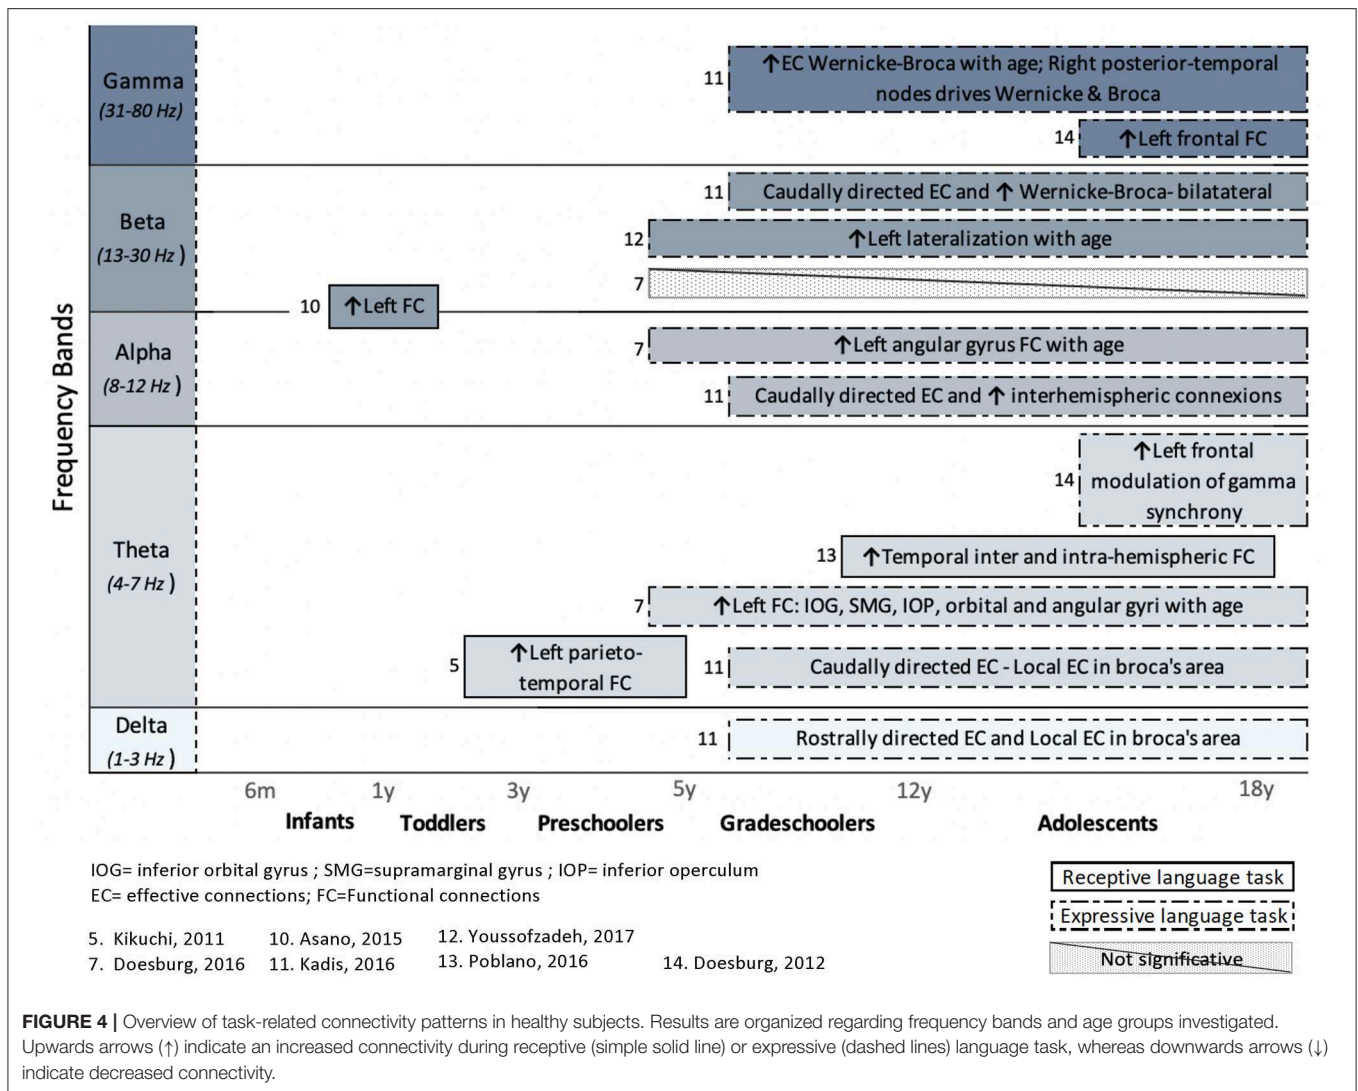 Frequency Bands
Gamma
(31-80 Hz)
11
↑EC Wernicke-Broca with age; Right posterior-temporal
nodes drives Wernicke & Broca
14
↑Left frontal FC
Beta
(13-30 Hz )
11
Caudally directed EC and ↑ Wernicke-Broca- bilatateral
12
↑Left lateralization with age
7
10
↑Left FC
Alpha
(8-12 Hz )
7
↑Left angular gyrus FC with age
11
Caudally directed EC and ↑ interhemispheric connexions
Theta
(4-7 Hz )
14
↑Left frontal
modulation of gamma
synchrony
13
↑Temporal inter and intra-hemispheric FC
7
↑Left FC: IOG, SMG, IOP, orbital and angular gyri with age
5
↑Left parieto-
temporal FC
11
Caudally directed EC - Local EC in broca's area
Delta
(1-3 Hz )
11
Rostrally directed EC and Local EC in broca's area
6m 1y 3y 5y 12y 18y
Infants Toddlers Preschoolers Gradeschoolers Adolescents
IOG= inferior orbital gyrus ; SMG=supramarginal gyrus ; IOP= inferior operculum
EC= effective connections; FC=Functional connections
5. Kikuchi, 2011 10. Asano, 2015 12. Youssofzadeh, 2017
7. Doesburg, 2016 11. Kadis, 2016 13. Poblano, 2016 14. Doesburg, 2012
Receptive language task
Expressive language task
Not significative
FIGURE 4 | Overview of task-related connectivity patterns in healthy subjects. Results are organized regarding frequency bands and age groups investigated.
Upwards arrows (↑) indicate an increased connectivity during receptive (simple solid line) or expressive (dashed lines) language task, whereas downwards arrows (↓)
indicate decreased connectivity.